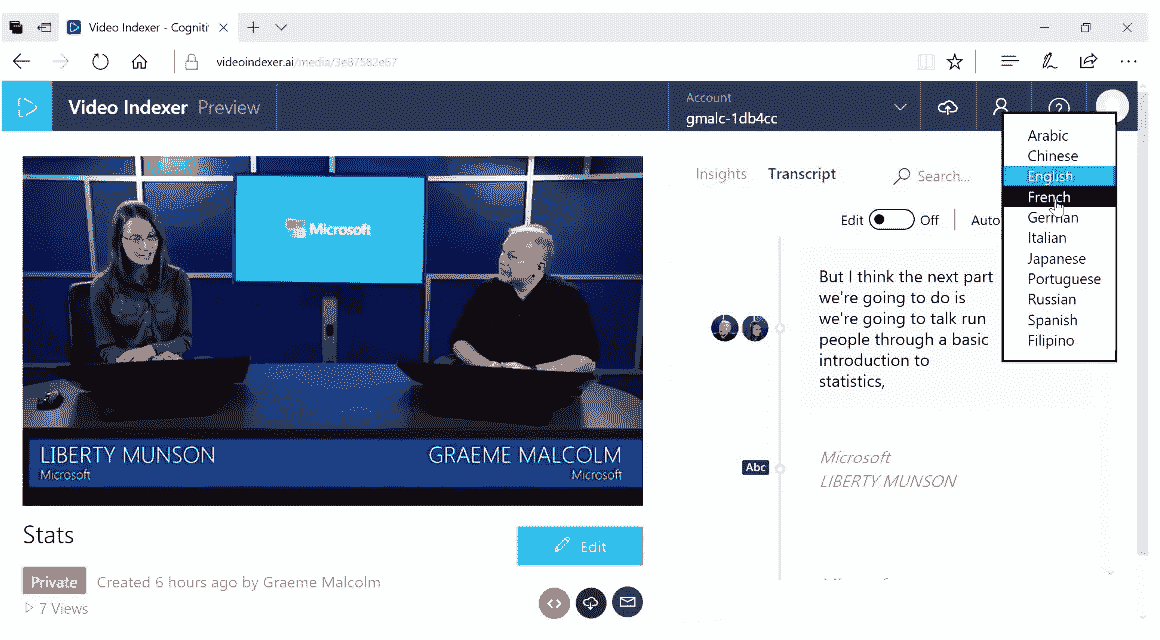 Video Indexer - Cogniti
videoindexer.ai/media/3e87582e67
Video Indexer Preview
Account
gmalc-1db4cc
Microsoft
LIBERTY MUNSON
Microsoft
GRAEME MALCOLM
Microsoft
Stats
Edit
Private
Created 6 hours ago by Graeme Malcolm
7 Views
Insights
Transcript
Search...
Edit
Off
Auto
But I think the next part
we're going to do is
we're going to talk run
people through a basic
introduction to
statistics,
Abc
Microsoft
LIBERTY MUNSON
Arabic
Chinese
English
French
German
Italian
Japanese
Portuguese
Russian
Spanish
Filipino